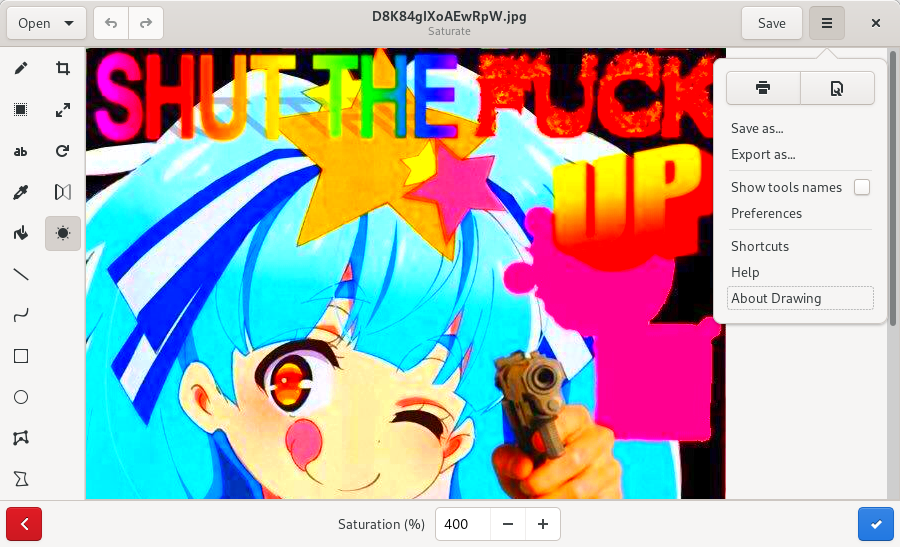 Open
D8K84glXoAEwRpW.jpg
Saturate
Save
SHUT THE FUCK
UP
Save as...
Export as...
Show tools names
Preferences
Shortcuts
Help
About Drawing
ab
Saturation (%) 400